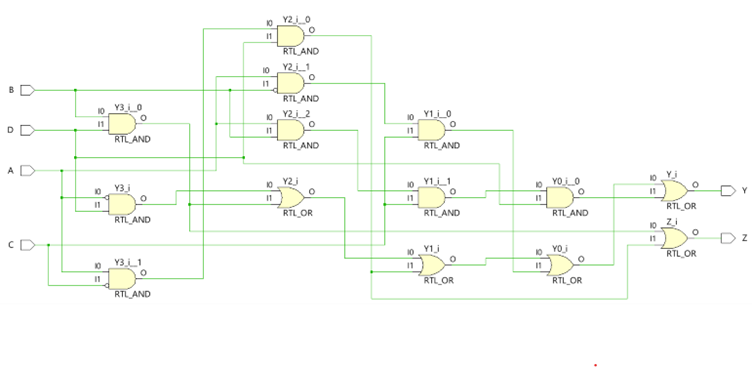 Y2_i__0
I0
O
I1
RTL_AND
Y2_i__1
I0
O
I1
RTL_AND
B
Y3_i__0
I0
O
I1
RTL_AND
Y2_i__2
I0
O
I1
RTL_AND
Y1_i__0
I0
O
I1
RTL_AND
D
A
Y3_i
I0
O
I1
RTL_AND
Y2_i
I0
O
I1
RTL_OR
Y1_i__1
I0
O
I1
RTL_AND
Y0_i__0
I0
O
I1
RTL_AND
Y_i
I0
O
I1
RTL_OR
Y
C
Z_i
I0
O
I1
RTL_OR
Z
Y3_i__1
I0
O
I1
RTL_AND
Y1_i
I0
O
I1
RTL_OR
Y0_i
I0
O
I1
RTL_OR